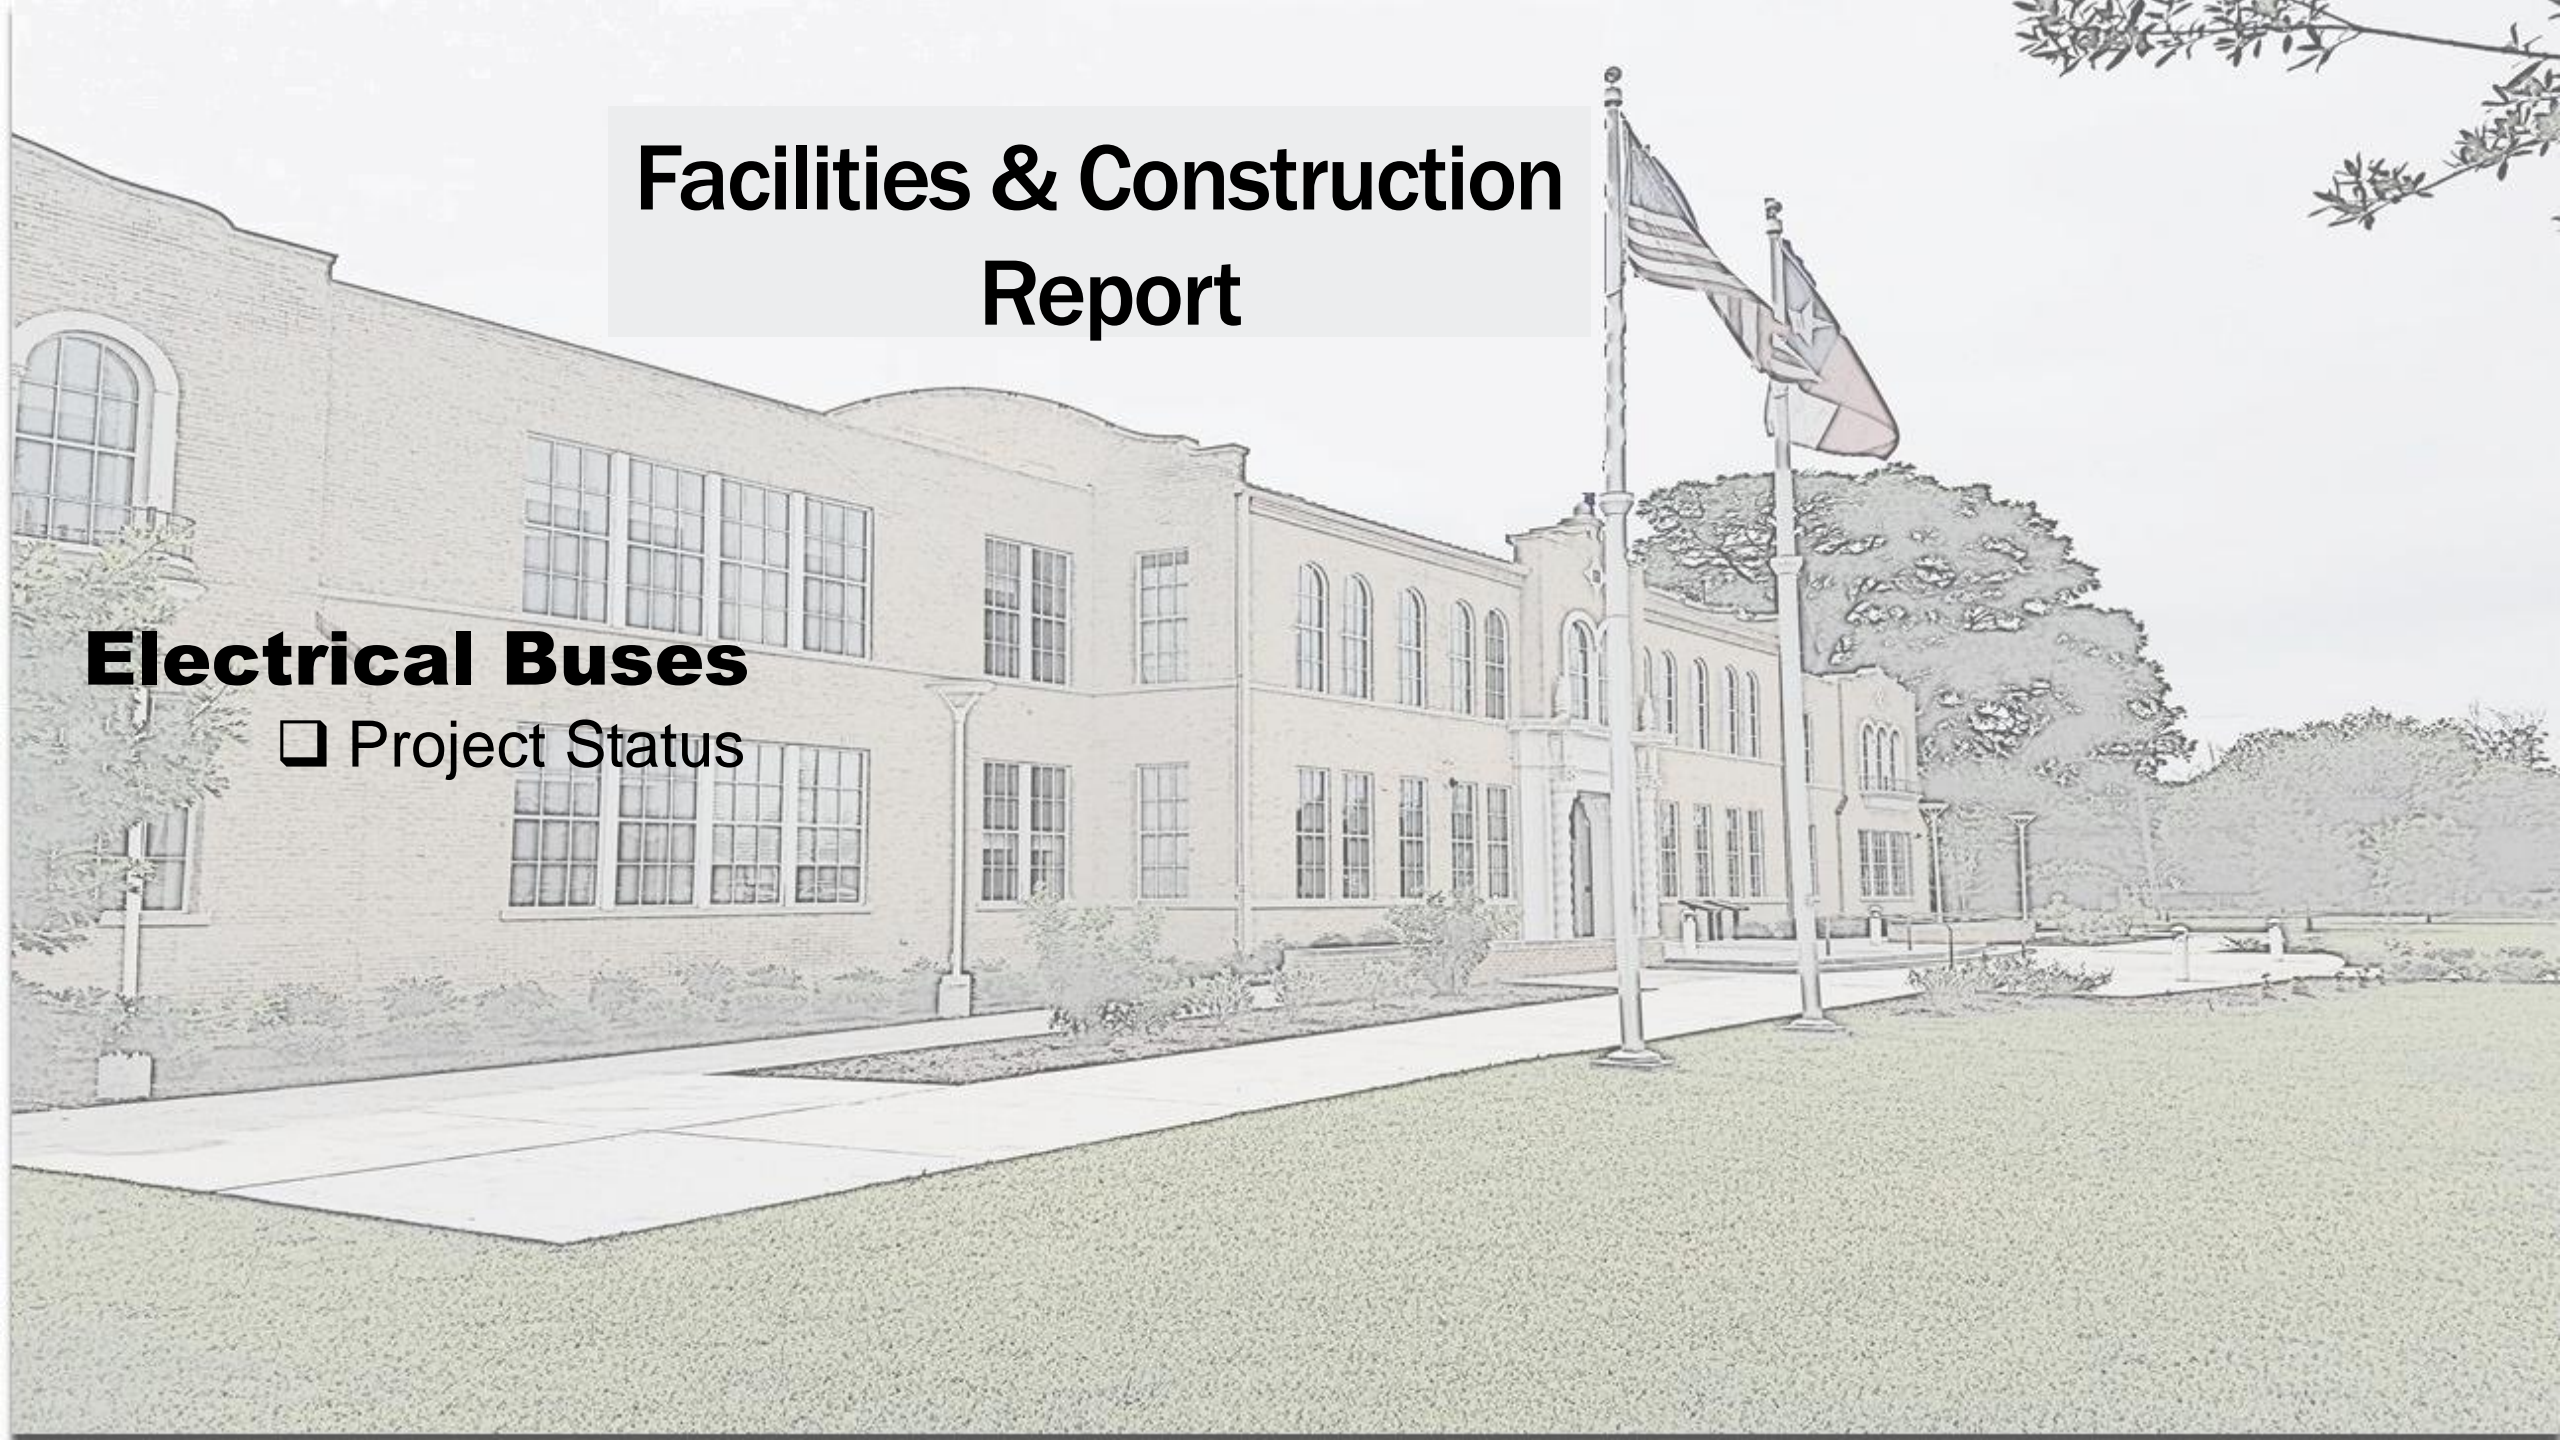 Facilities & Construction
Report
Electrical Buses
❑ Project Status